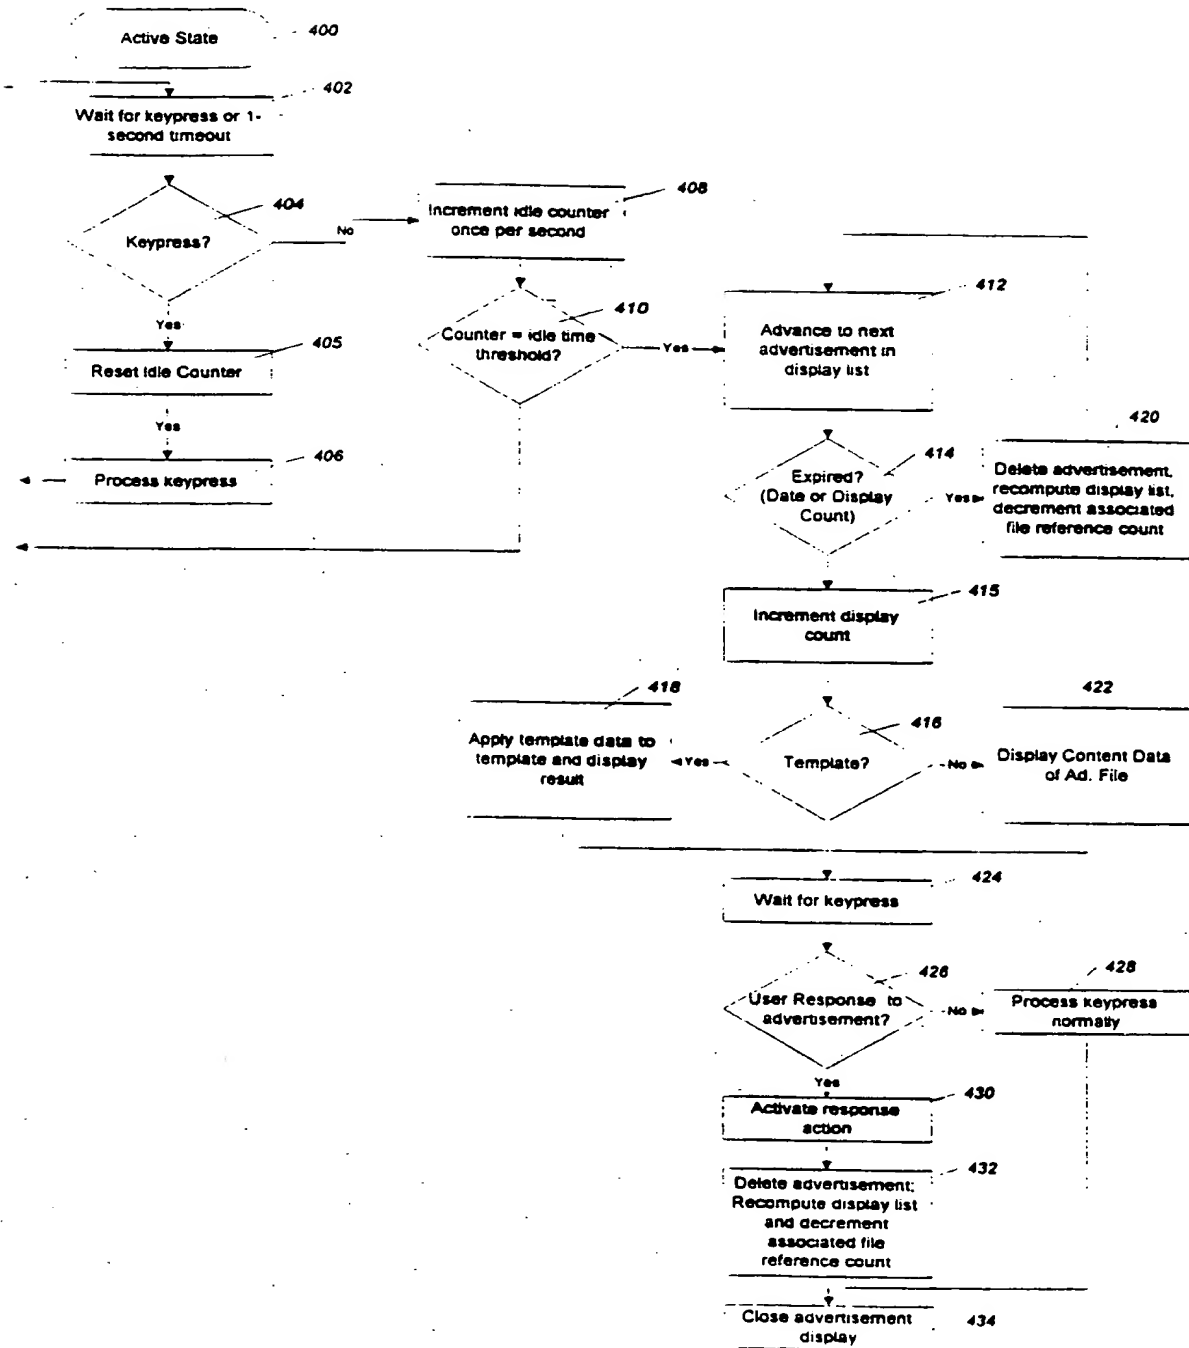 Active State
400
402
Wait for keypress or 1-
second timeout
404
Keypress?
No
408
Increment idle counter
once per second
Yes
405
Reset Idle Counter
Yes
406
Process keypress
410
Counter = idle time
threshold?
Yes
412
Advance to next
advertisement in
display list
414
Expired?
(Date or Display
Count)
Yes
420
Delete advertisement,
recompute display list,
decrement associated
file reference count
415
Increment display
count
416
Template?
Yes
418
Apply template data to
template and display
result
No
422
Display Content Data
of Ad. File
424
Wait for keypress
426
User Response to
advertisement?
No
428
Process keypress
normally
Yes
430
Activate response
action
432
Delete advertisement;
Recompute display list
and decrement
associated file
reference count
Close advertisement
display
434